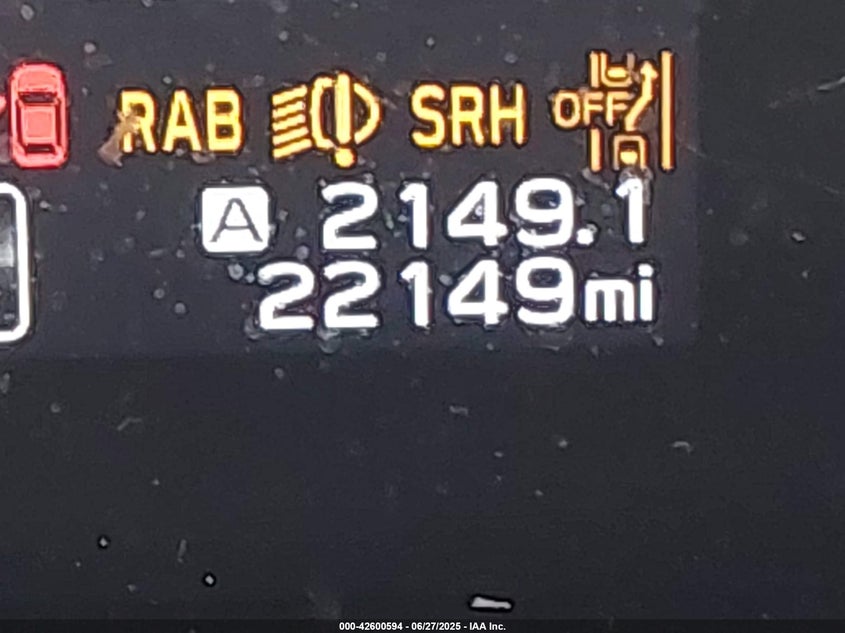 RAB SRH OFF
A 2149.1
22149mi
000-42600594 - 06/27/2025 - IAA Inc.